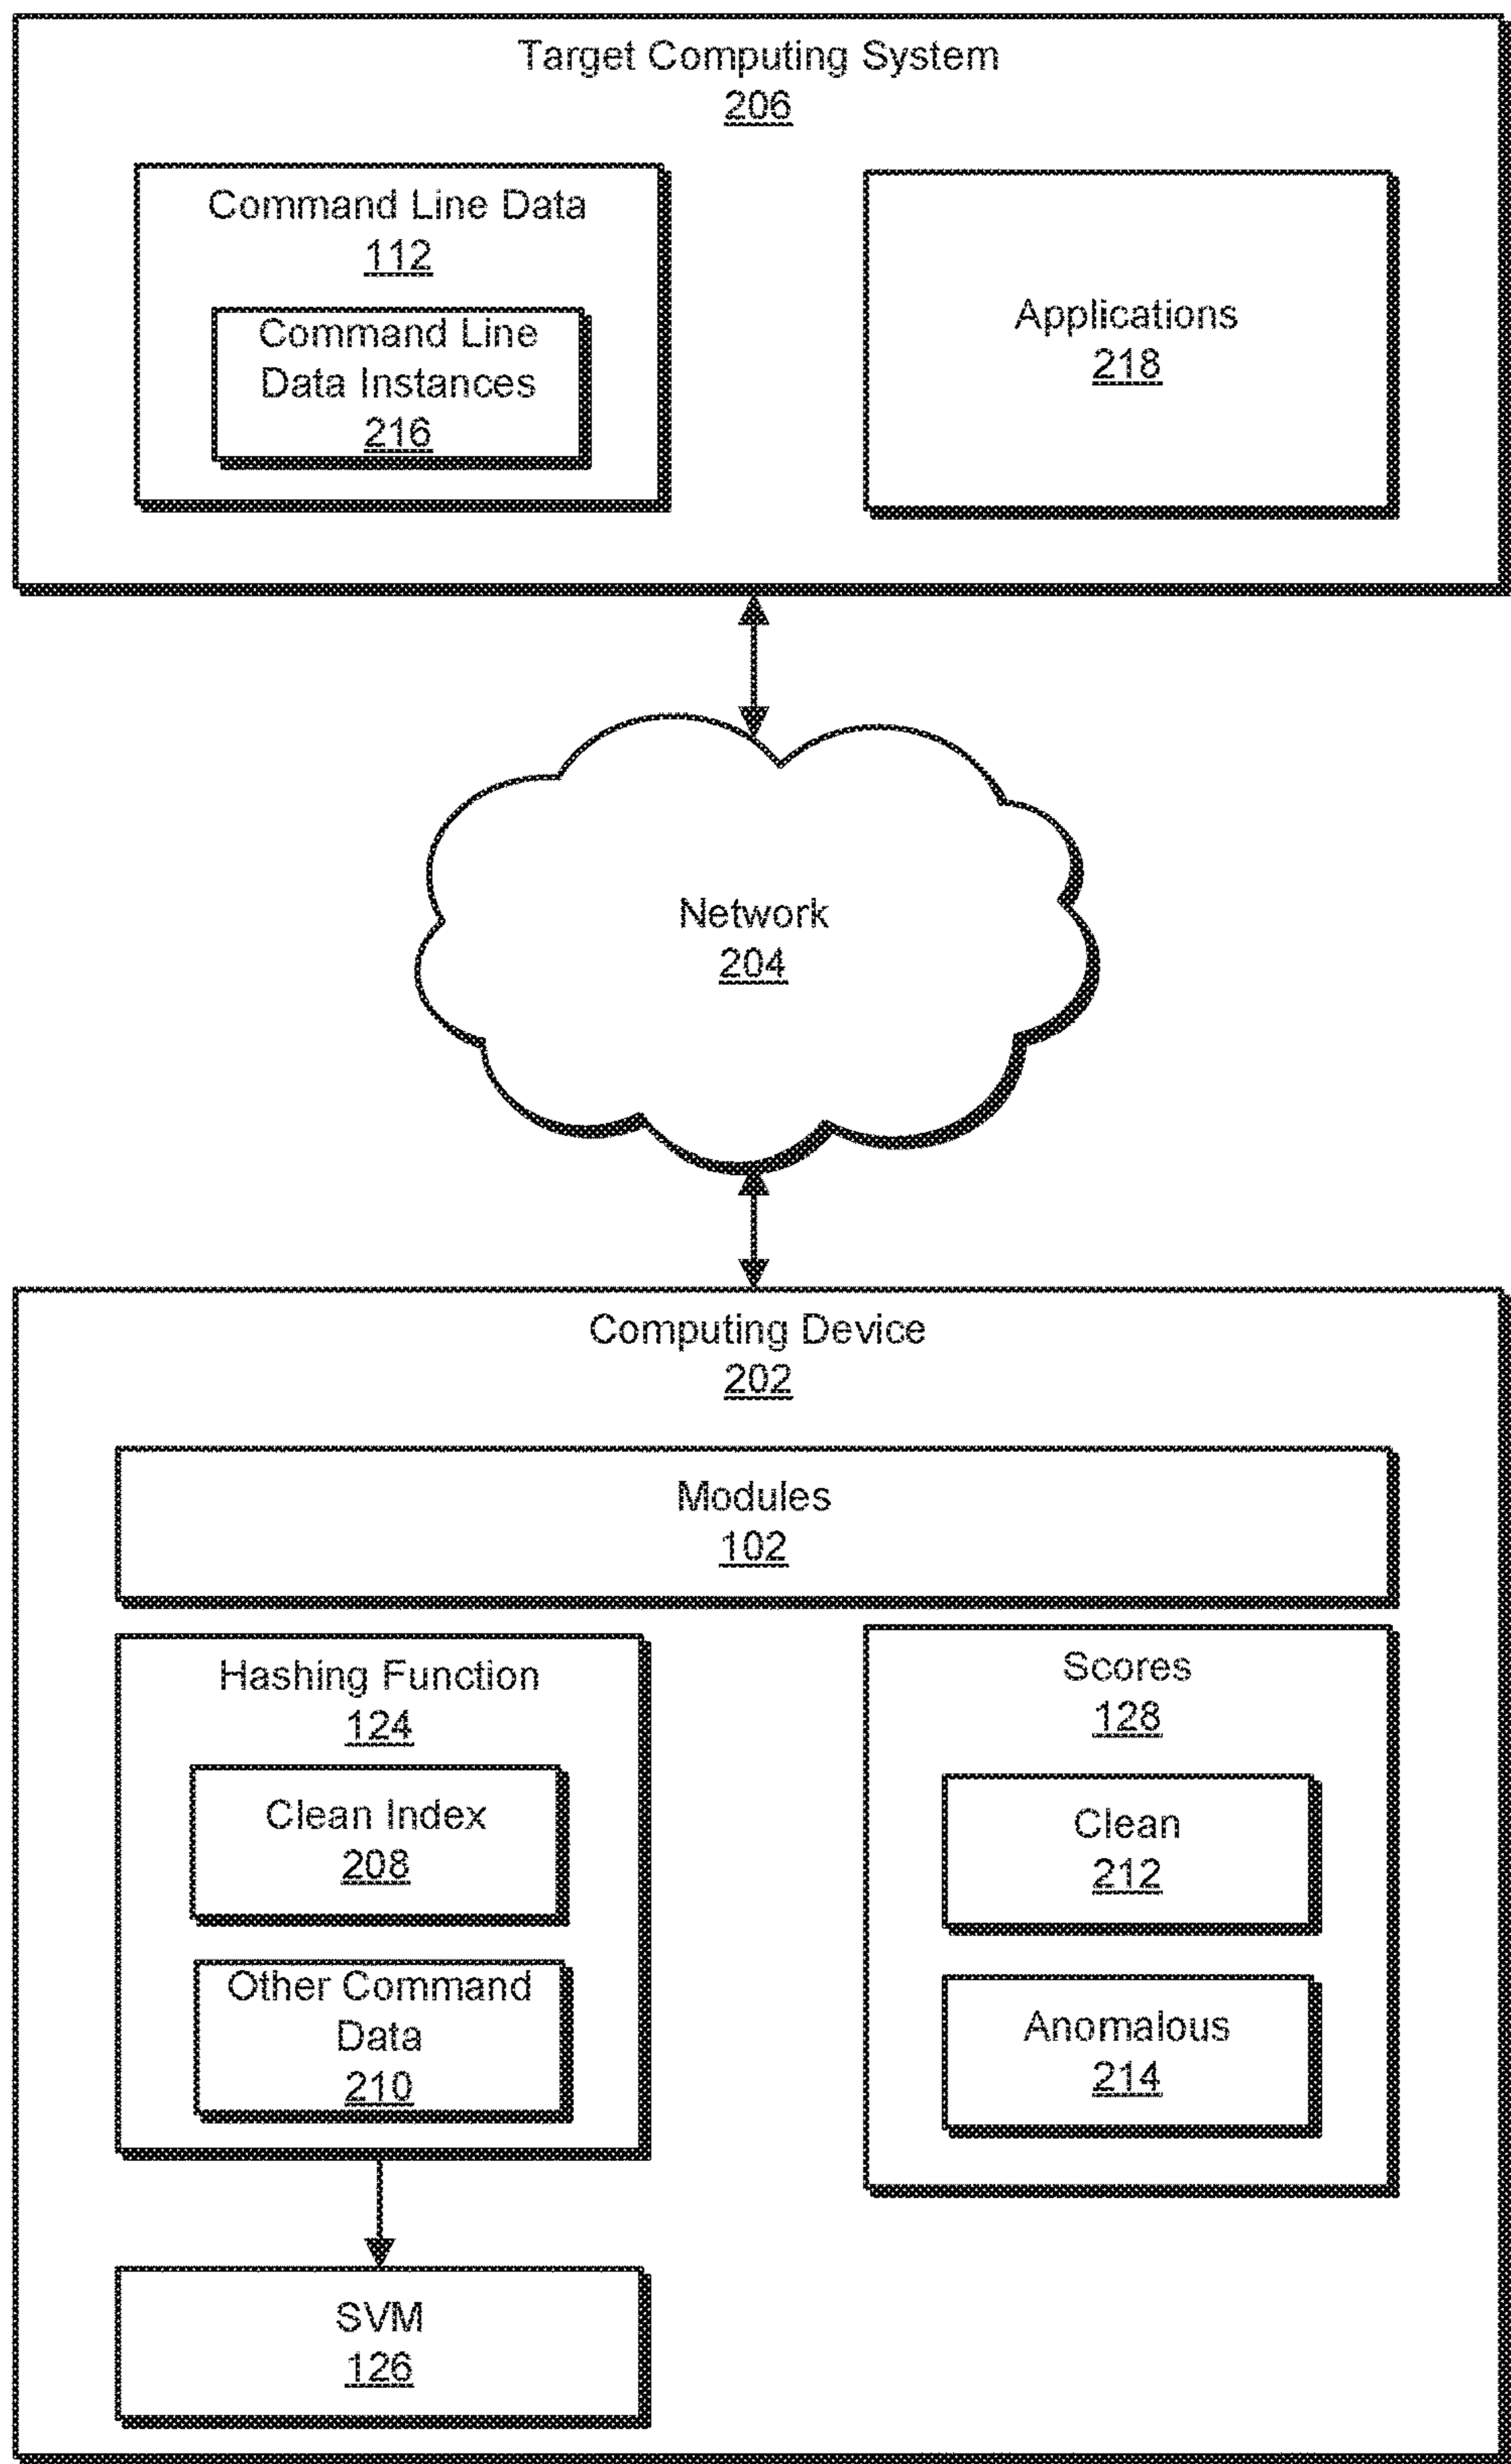 Target Computing System
206
Command Line Data
112
Command Line
Data Instances
216
Applications
218
Network
204
Computing Device
202
Modules
102
Hashing Function
124
Clean Index
208
Other Command
Data
210
Scores
128
Clean
212
Anomalous
214
SVM
126